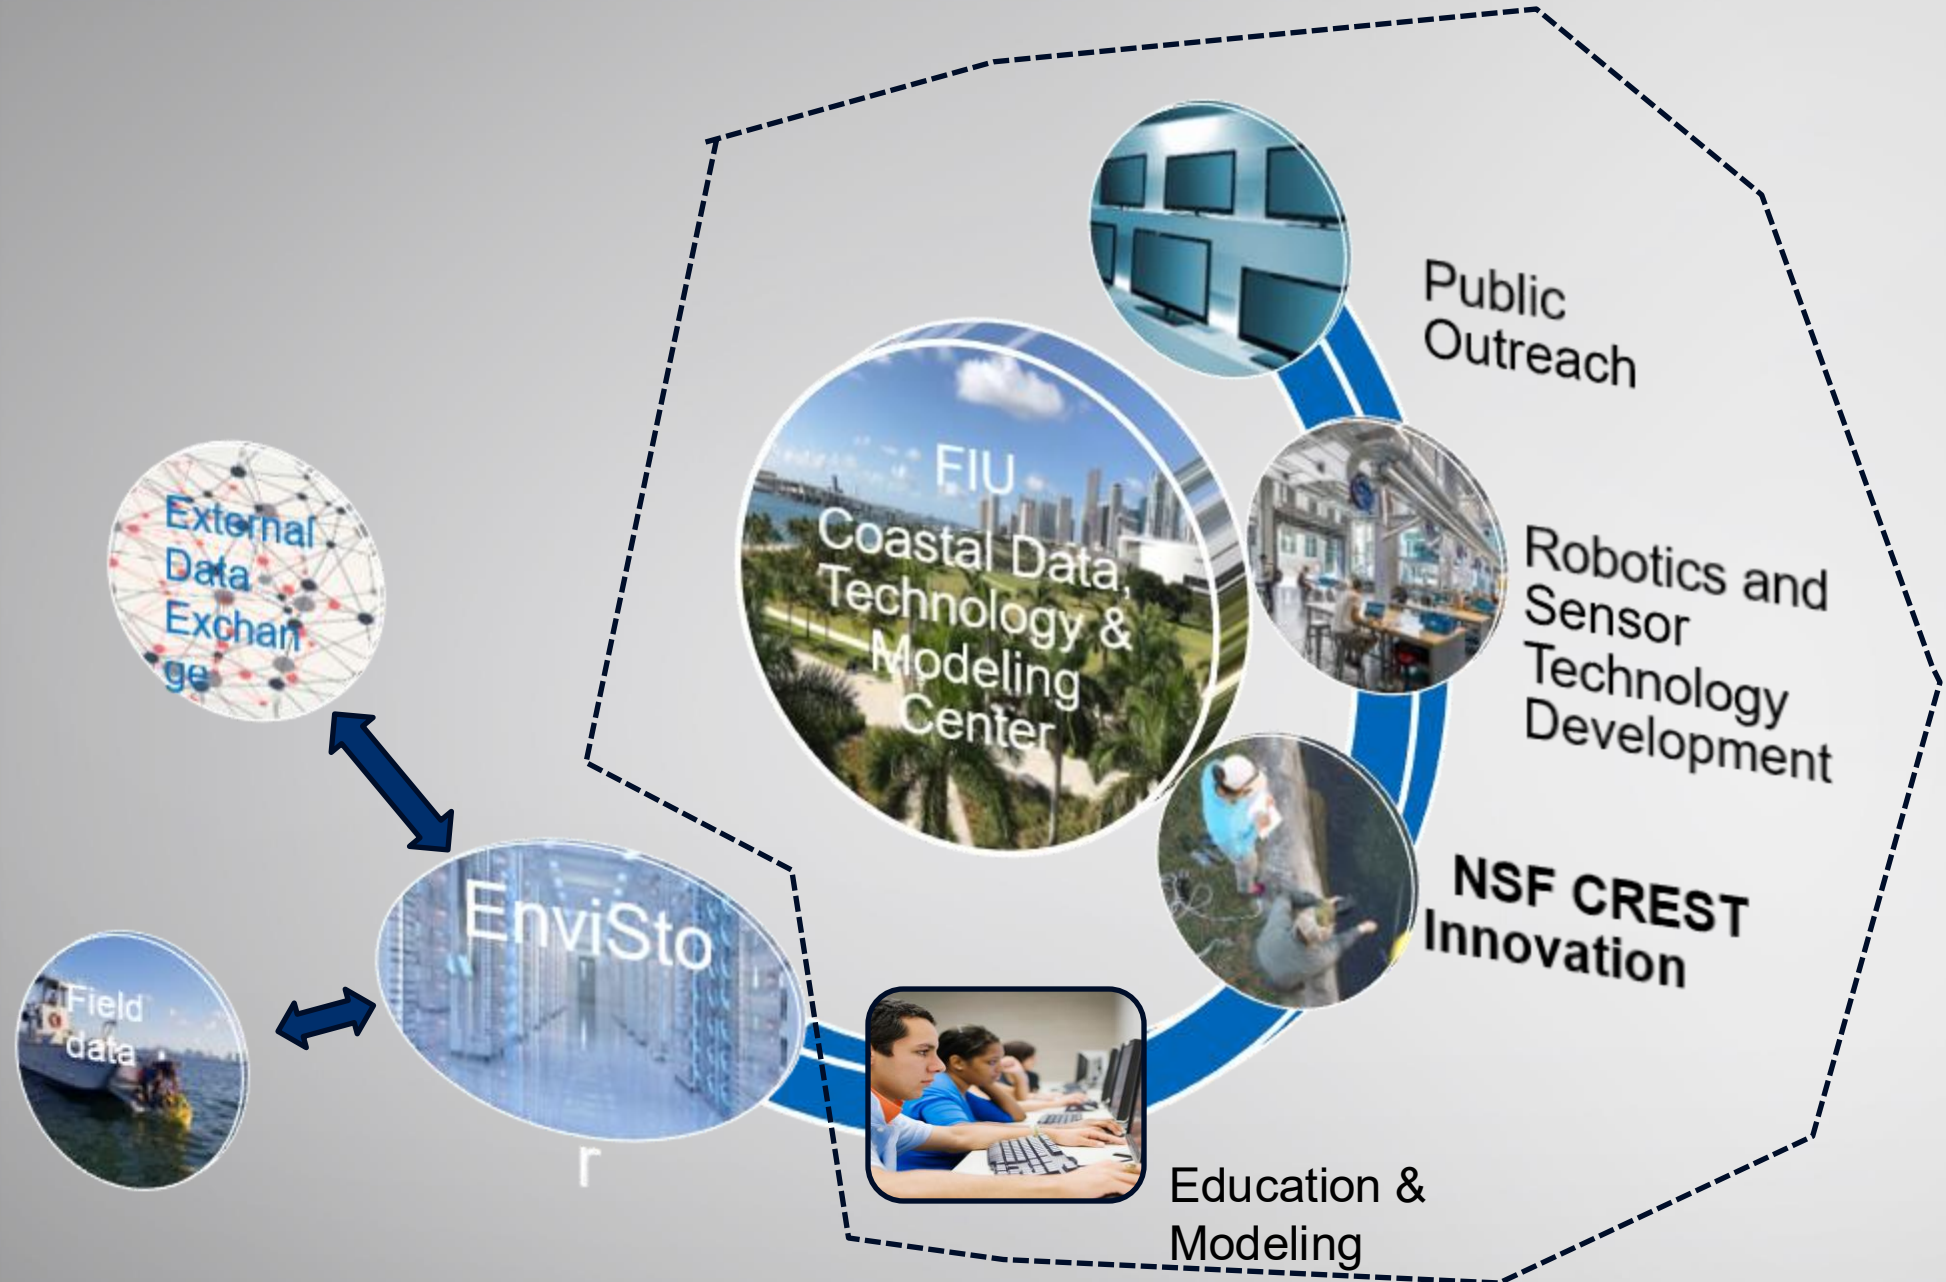 Public
Outreach
FIU
Coastal Data,
Technology &
Modeling
Center
External
Data
Exchan
ge
Robotics and
Sensor
Technology
Development
NSF CREST
Innovation
EnviSto
r
Field
data
Education &
Modeling